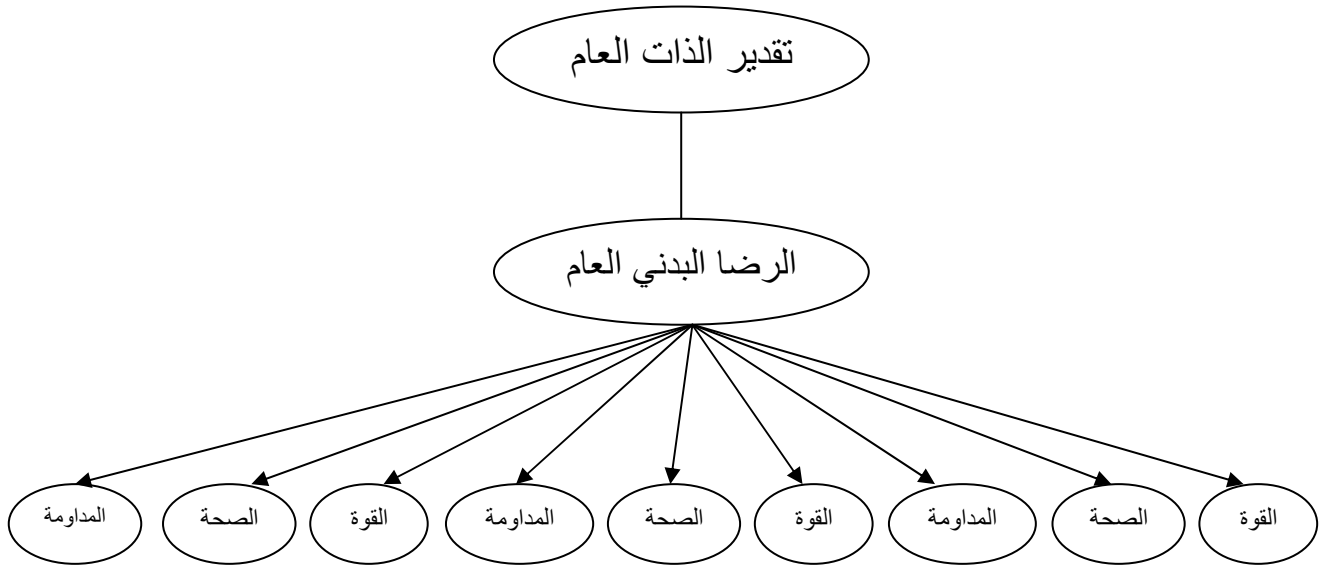 تقدير الذات العام
الرضا البدني العام
القوة
الصحة
المداومة
القوة
الصحة
المداومة
القوة
الصحة
المداومة